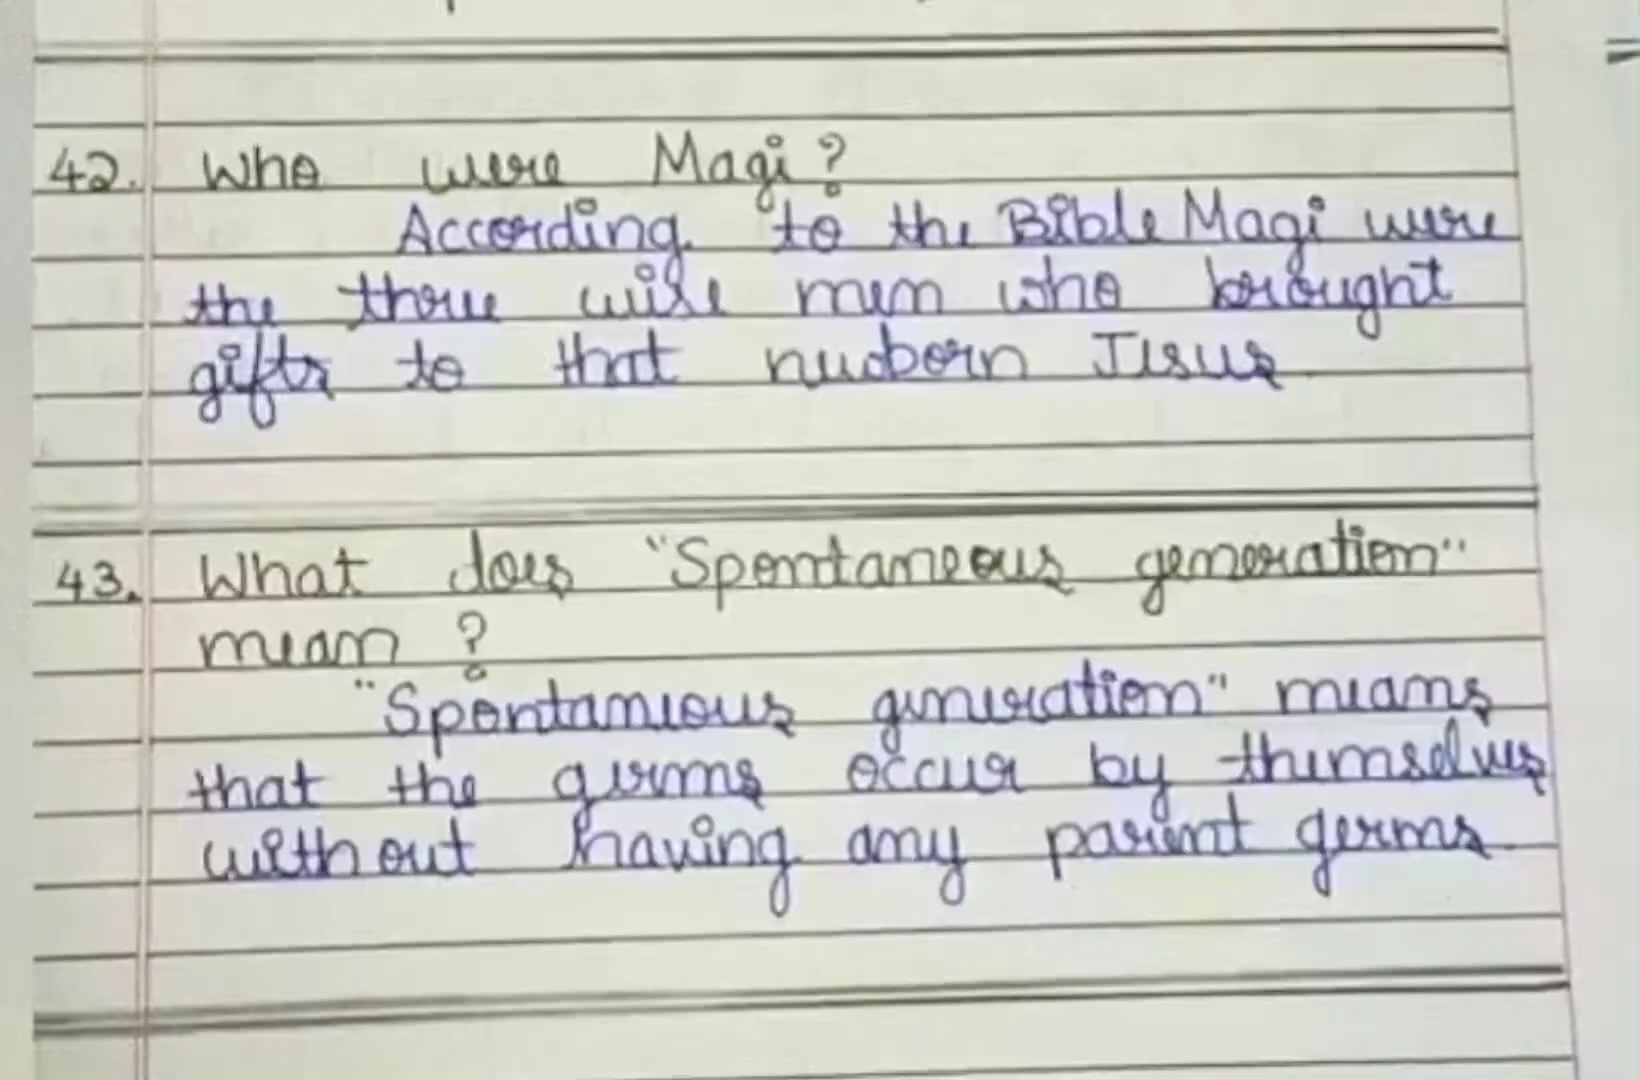 42. Who were Magi?
According to the Bible Magi were
the three wise men who brought
gifts to that newborn Jesus
43. What does "Spontaneous generation"
mean ?
"Spontaneous generation" means
that the germs occur by themselves
without having any parent germs